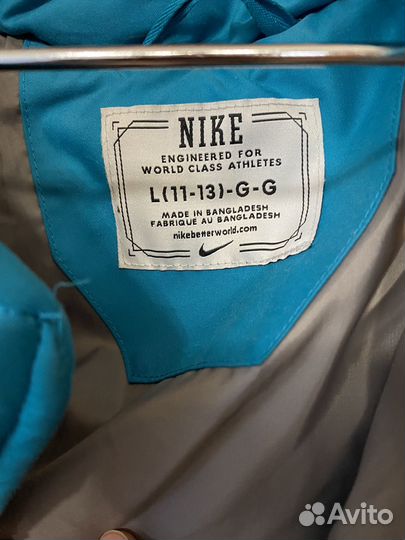 NIKE
ENGINEERED FOR
WORLD CLASS ATHLETES
L(11-13)-G-G
MADE IN BANGLADESH
FABRIQUE AU BANGLADESH
nikebetterworld.com
Avito